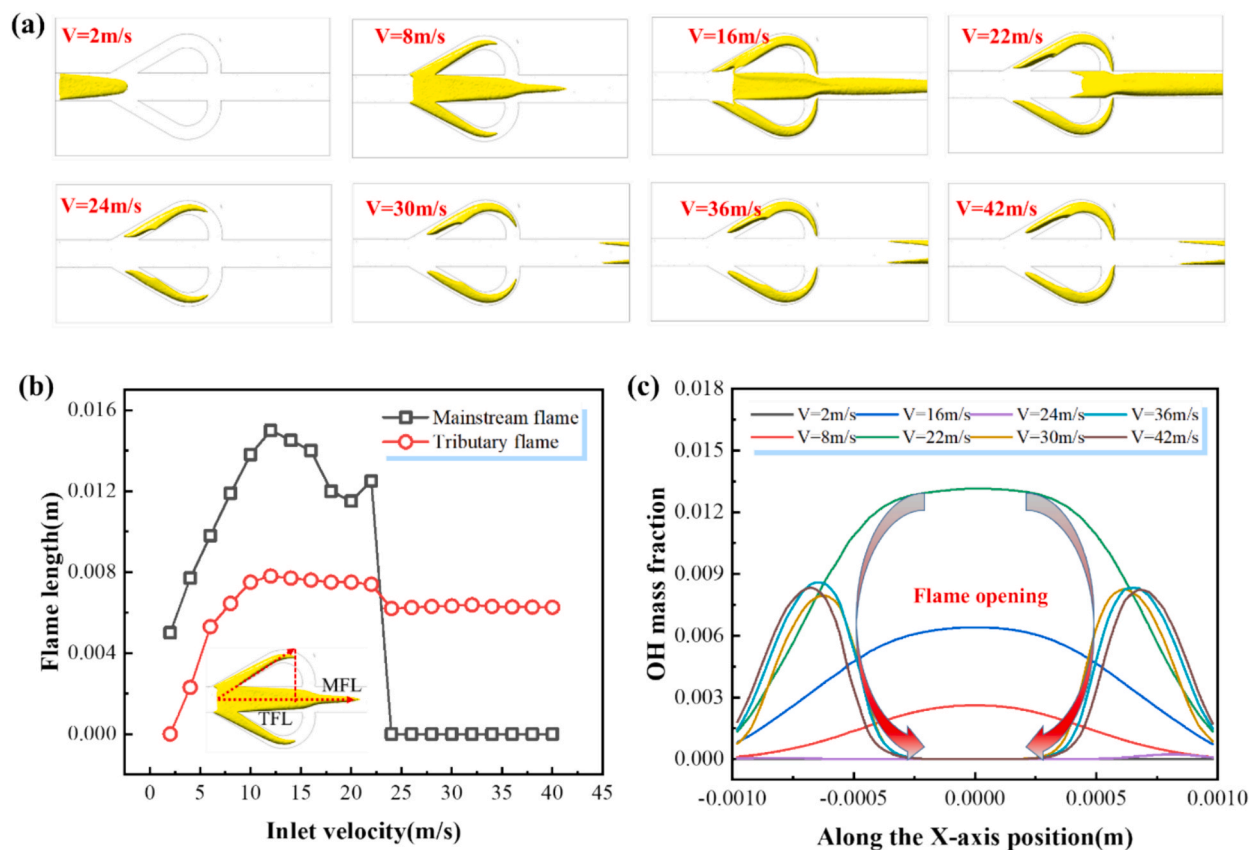 (a)
V=2m/s
V=8m/s
V=16m/s
V=22m/s
V=24m/s
V=30m/s
V=36m/s
V=42m/s
(b)
0.016
0.012
0.008
0.004
0.000
Flame length(m)
Mainstream flame
Tributary flame
MFL
TFL
0 5 10 15 20 25 30 35 40 45
Inlet velocity(m/s)
(c)
0.018
0.015
0.012
0.009
0.006
0.003
0.000
OH mass fraction
V=2m/s V=16m/s V=24m/s V=36m/s
V=8m/s V=22m/s V=30m/s V=42m/s
Flame opening
-0.0010 -0.0005 0.0000 0.0005 0.0010
Along the X-axis position(m)